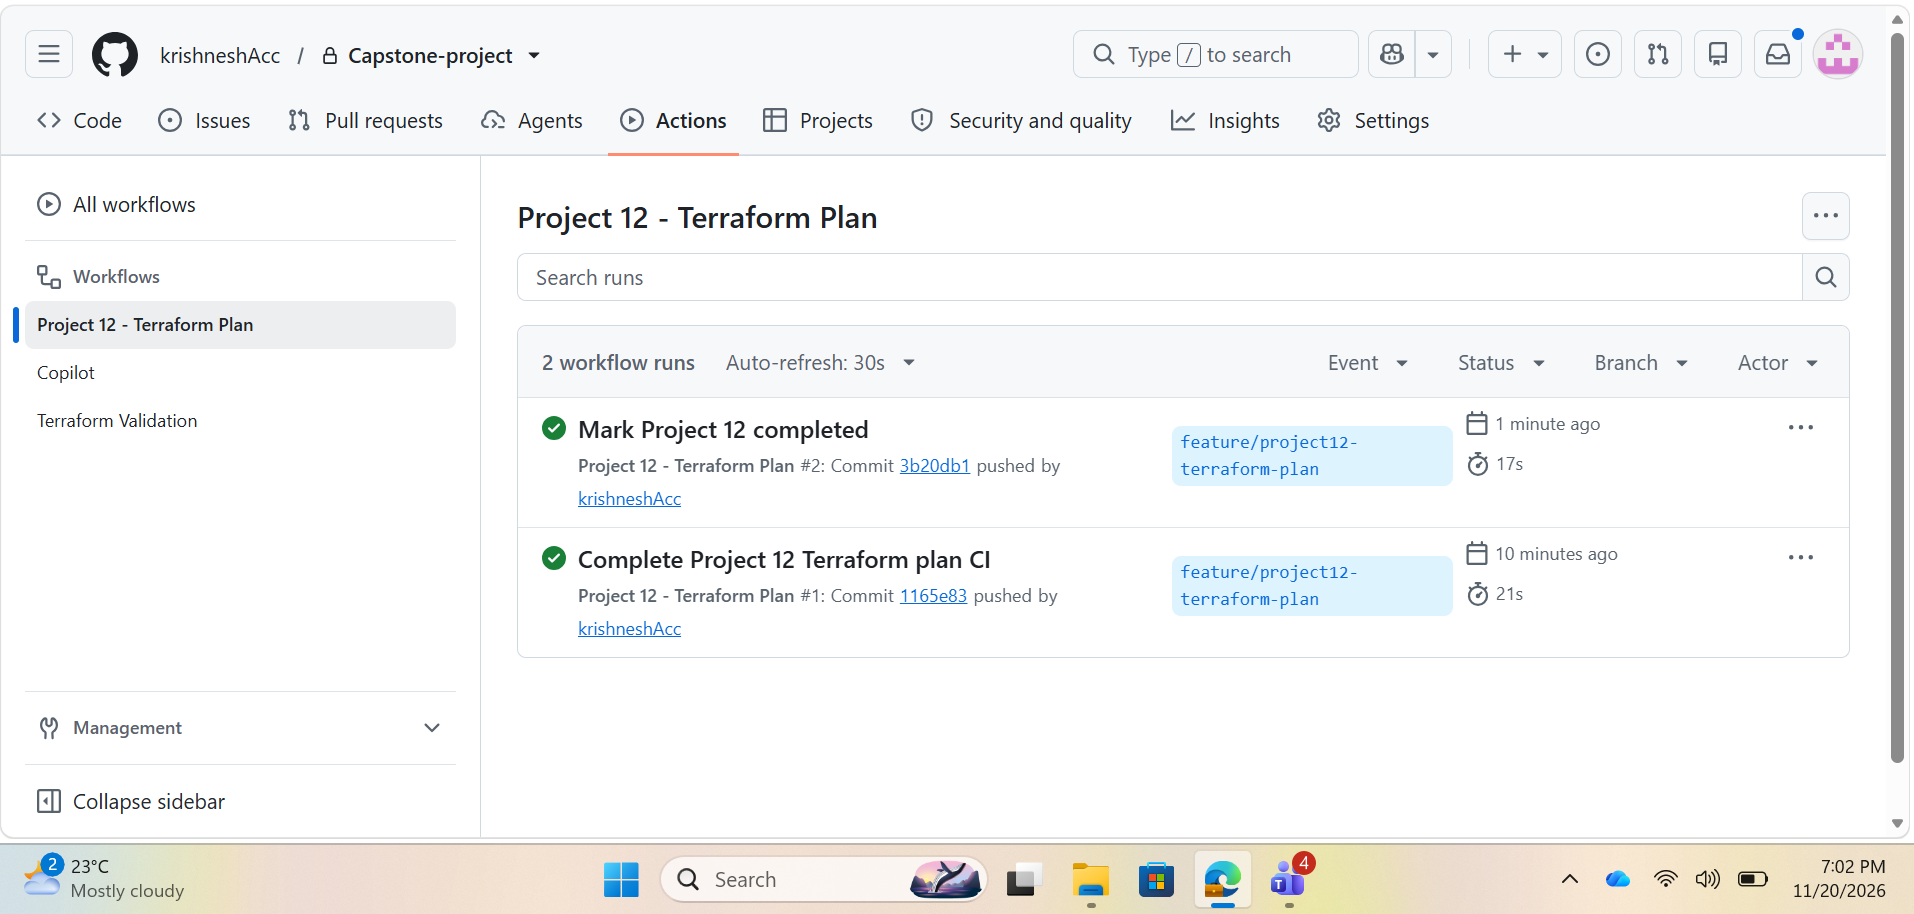 krishneshAcc / Capstone-project
Type / to search
Code
Issues
Pull requests
Agents
Actions
Projects
Security and quality
Insights
Settings
All workflows
Workflows
Project 12 - Terraform Plan
Copilot
Terraform Validation
Management
Collapse sidebar
Project 12 - Terraform Plan
Search runs
2 workflow runs
Auto-refresh: 30s
Event
Status
Branch
Actor
Mark Project 12 completed
Project 12 - Terraform Plan #2: Commit 3b20db1 pushed by
krishneshAcc
feature/project12-
terraform-plan
1 minute ago
17s
Complete Project 12 Terraform plan CI
Project 12 - Terraform Plan #1: Commit 1165e83 pushed by
krishneshAcc
feature/project12-
terraform-plan
10 minutes ago
21s
2
23°C
Mostly cloudy
Search
T
4
7:02 PM
11/20/2026